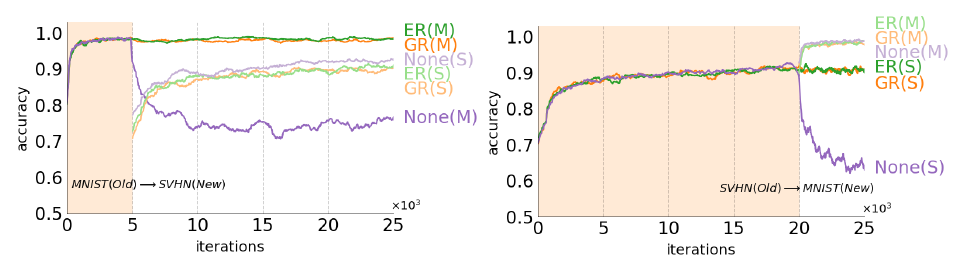 1.0
0.9
0.8
0.7
0.6
0.5
accuracy
0 5 10 15 20 25
×10³
iterations
MNIST(Old) → SVHN(New)
ER(M)
GR(M)
None(S)
ER(S)
GR(S)
None(M)
1.0
0.9
0.8
0.7
0.6
0.5
accuracy
0 5 10 15 20 25
×10³
iterations
SVHN(Old) → MNIST(New)
ER(M)
GR(M)
None(M)
ER(S)
GR(S)
None(S)